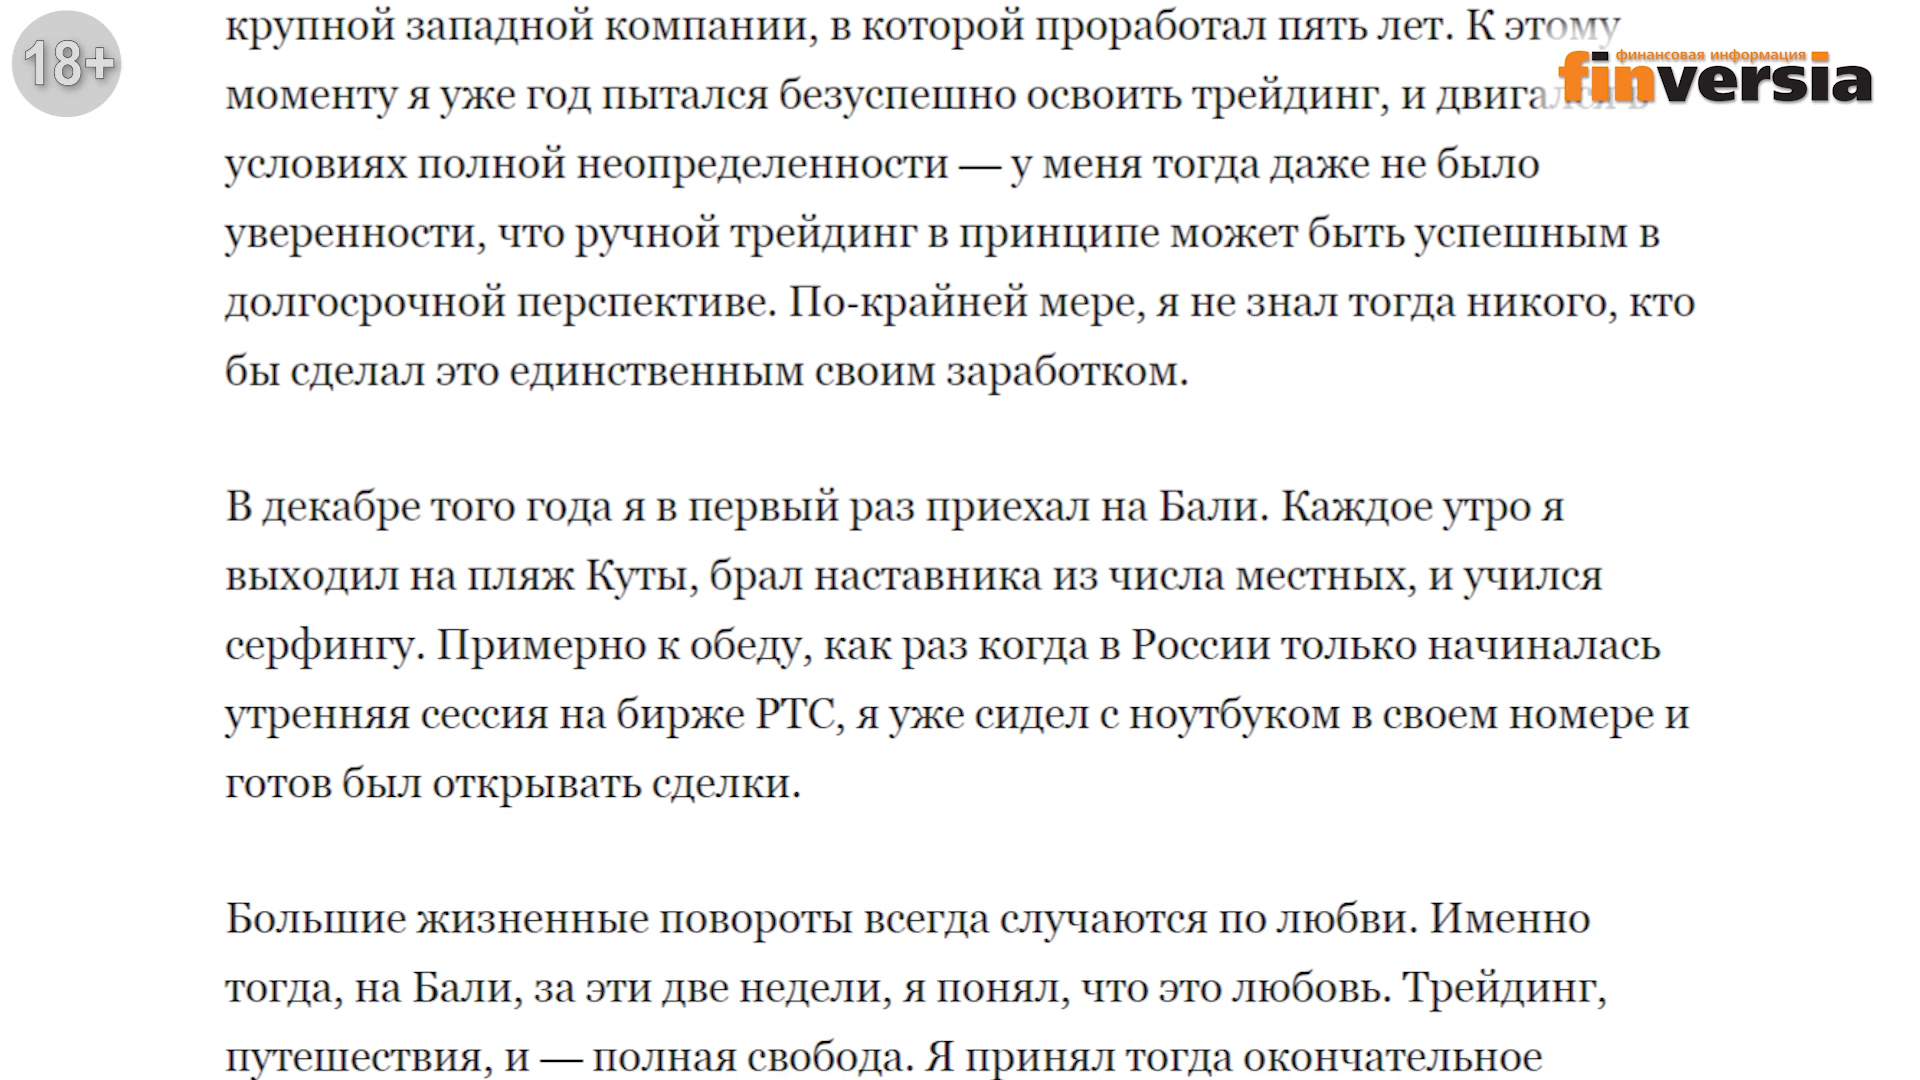 18+
финансовая информация
finversia
крупной западной компании, в которой проработал пять лет. К этому
моменту я уже год пытался безуспешно освоить трейдинг, и двигался в
условиях полной неопределенности — у меня тогда даже не было
уверенности, что ручной трейдинг в принципе может быть успешным в
долгосрочной перспективе. По-крайней мере, я не знал тогда никого, кто
бы сделал это единственным своим заработком.
В декабре того года я в первый раз приехал на Бали. Каждое утро я
выходил на пляж Куты, брал наставника из числа местных, и учился
серфингу. Примерно к обеду, как раз когда в России только начиналась
утренняя сессия на бирже РТС, я уже сидел с ноутбуком в своем номере и
готов был открывать сделки.
Большие жизненные повороты всегда случаются по любви. Именно
тогда, на Бали, за эти две недели, я понял, что это любовь. Трейдинг,
путешествия, и — полная свобода. Я принял тогда окончательное